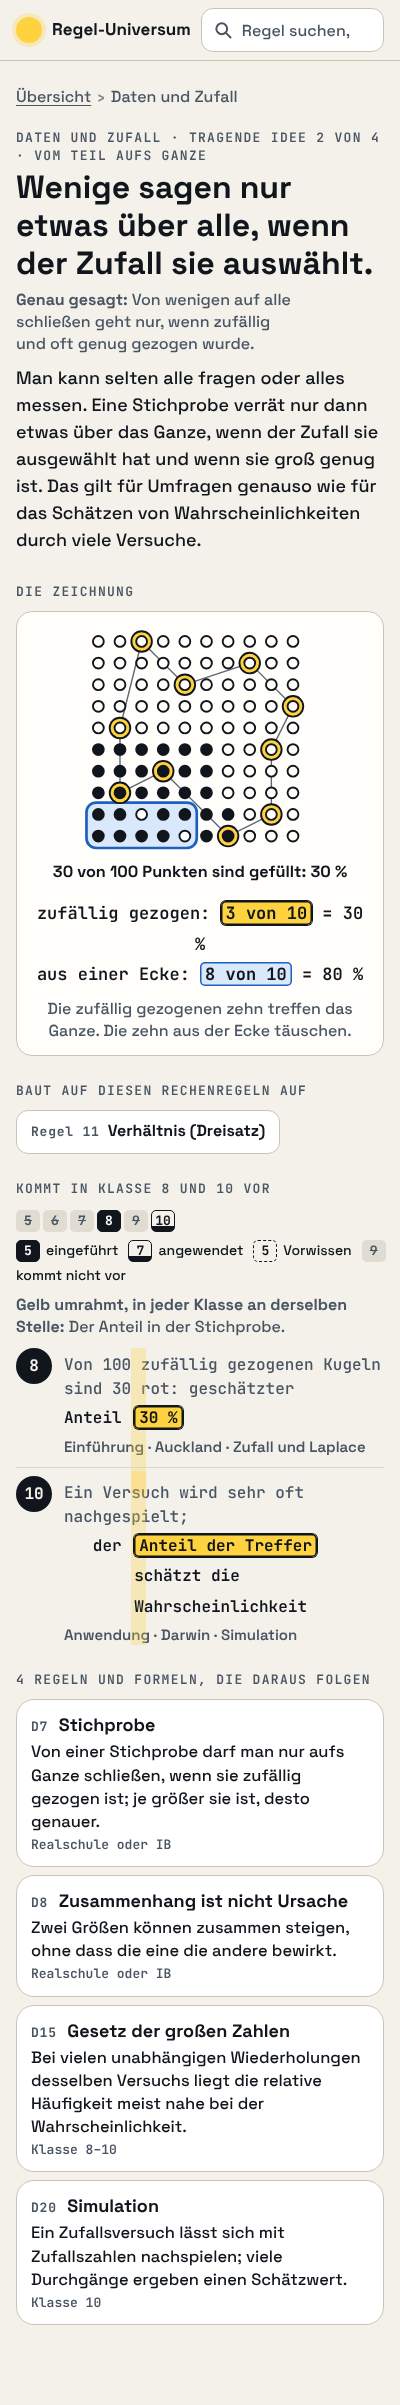 Regel-Universum
Regel suchen,
Übersicht > Daten und Zufall
DATEN UND ZUFALL · TRAGENDE IDEE 2 VON 4
· VOM TEIL AUFS GANZE
Wenige sagen nur
etwas über alle, wenn
der Zufall sie auswählt.
Genau gesagt: Von wenigen auf alle
schließen geht nur, wenn zufällig
und oft genug gezogen wurde.
Man kann selten alle fragen oder alles
messen. Eine Stichprobe verrät nur dann
etwas über das Ganze, wenn der Zufall sie
ausgewählt hat und wenn sie groß genug
ist. Das gilt für Umfragen genauso wie für
das Schätzen von Wahrscheinlichkeiten
durch viele Versuche.
DIE ZEICHNUNG
30 von 100 Punkten sind gefüllt: 30 %
zufällig gezogen: 3 von 10 = 30
%
aus einer Ecke: 8 von 10 = 80 %
Die zufällig gezogenen zehn treffen das
Ganze. Die zehn aus der Ecke täuschen.
BAUT AUF DIESEN RECHENREGELN AUF
Regel 11 Verhältnis (Dreisatz)
KOMMT IN KLASSE 8 UND 10 VOR
5 6 7 8 9 10
5 eingeführt 7 angewendet 5 Vorwissen 9
kommt nicht vor
Gelb umrahmt, in jeder Klasse an derselben
Stelle: Der Anteil in der Stichprobe.
8 Von 100 zufällig gezogenen Kugeln
sind 30 rot: geschätzter
Anteil 30 %
Einführung · Auckland · Zufall und Laplace
10 Ein Versuch wird sehr oft
nachgespielt;
der Anteil der Treffer
schätzt die
Wahrscheinlichkeit
Anwendung · Darwin · Simulation
4 REGELN UND FORMELN, DIE DARAUS FOLGEN
D7 Stichprobe
Von einer Stichprobe darf man nur aufs
Ganze schließen, wenn sie zufällig
gezogen ist; je größer sie ist, desto
genauer.
Realschule oder IB
D8 Zusammenhang ist nicht Ursache
Zwei Größen können zusammen steigen,
ohne dass die eine die andere bewirkt.
Realschule oder IB
D15 Gesetz der großen Zahlen
Bei vielen unabhängigen Wiederholungen
desselben Versuchs liegt die relative
Häufigkeit meist nahe bei der
Wahrscheinlichkeit.
Klasse 8–10
D20 Simulation
Ein Zufallsversuch lässt sich mit
Zufallszahlen nachspielen; viele
Durchgänge ergeben einen Schätzwert.
Klasse 10